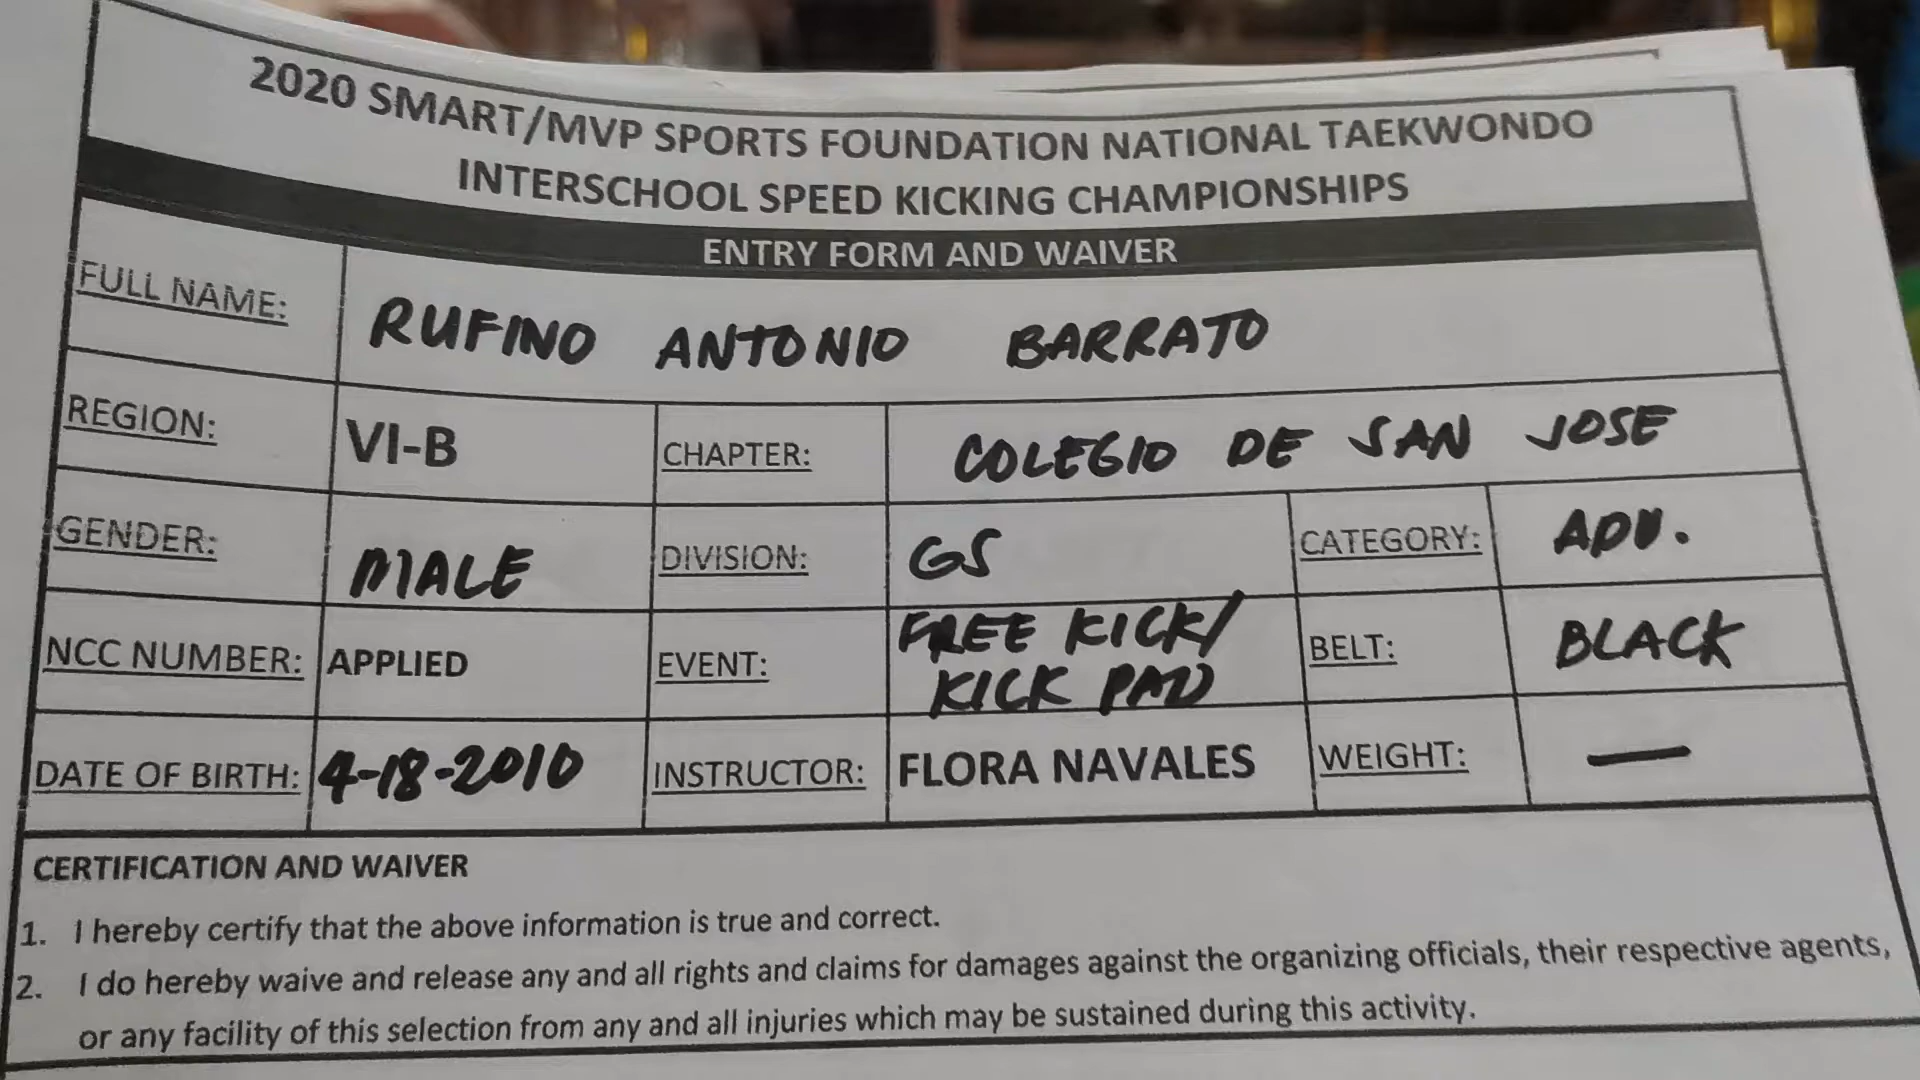 2020 SMART/MVP SPORTS FOUNDATION NATIONAL TAEKWONDO
INTERSCHOOL SPEED KICKING CHAMPIONSHIPS
ENTRY FORM AND WAIVER
FULL NAME: RUFINO ANTONIO BARRATO
REGION: VI-B CHAPTER: COLEGIO DE SAN JOSE
GENDER: MALE DIVISION: GS CATEGORY: ADV.
NCC NUMBER: APPLIED EVENT: FREE KICK/
KICK PAD BELT: BLACK
DATE OF BIRTH: 4-18-2010 INSTRUCTOR: FLORA NAVALES WEIGHT: —
CERTIFICATION AND WAIVER
1. I hereby certify that the above information is true and correct.
2. I do hereby waive and release any and all rights and claims for damages against the organizing officials, their respective agents,
or any facility of this selection from any and all injuries which may be sustained during this activity.